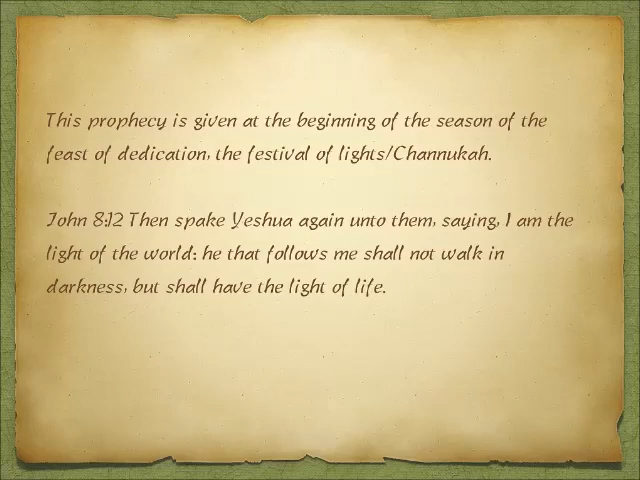 This prophecy is given at the beginning of the season of the
feast of dedication, the festival of lights/Channukah.
John 8:12 Then spake Yeshua again unto them, saying, I am the
light of the world: he that follows me shall not walk in
darkness, but shall have the light of life.